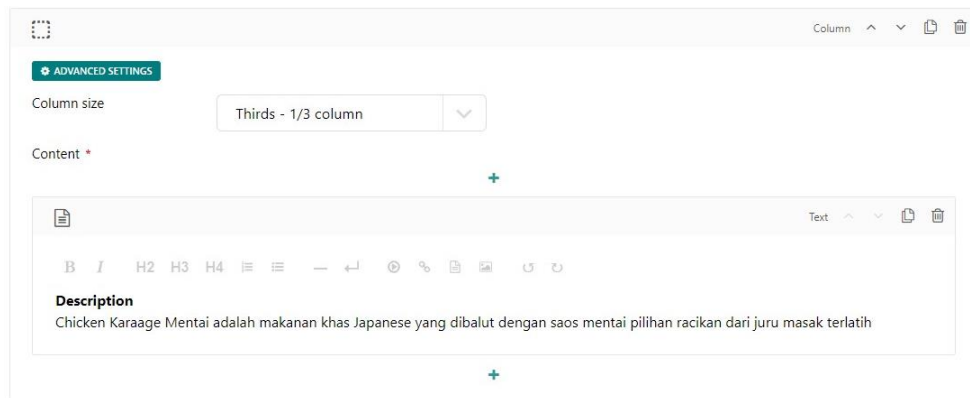 Column
ADVANCED SETTINGS
Column size
Thirds - 1/3 column
Content *
Text
B I H2 H3 H4
Description
Chicken Karaage Mentai adalah makanan khas Japanese yang dibalut dengan saos mentai pilihan racikan dari juru masak terlatih